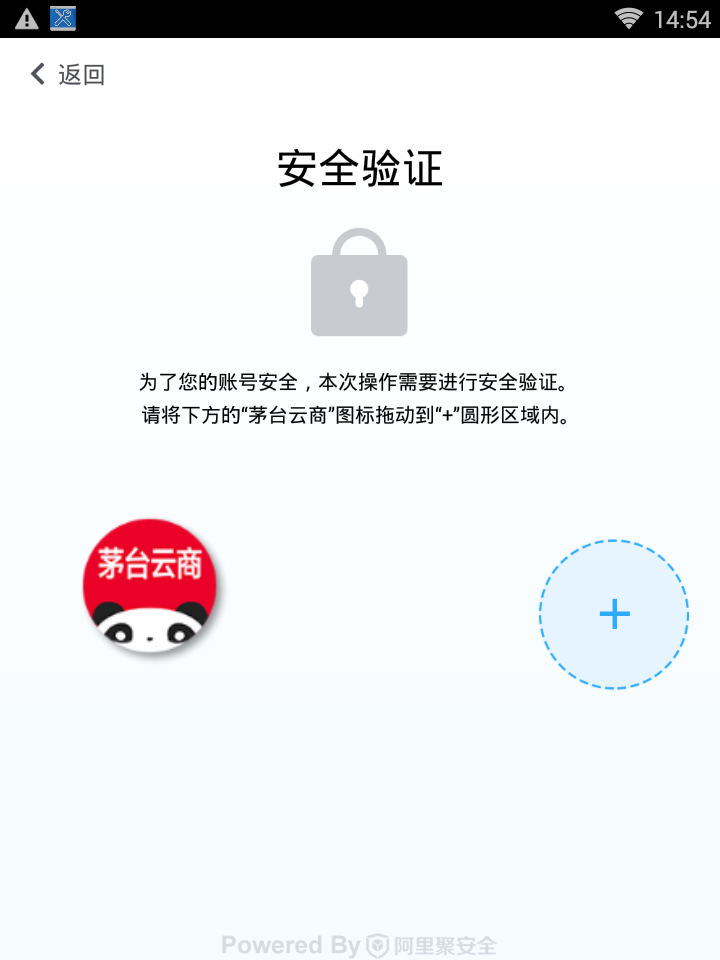 14:54
返回
安全验证
为了您的账号安全，本次操作需要进行安全验证。
请将下方的“茅台云商”图标拖动到“+”圆形区域内。
茅台云商
+
Powered By 阿里聚安全